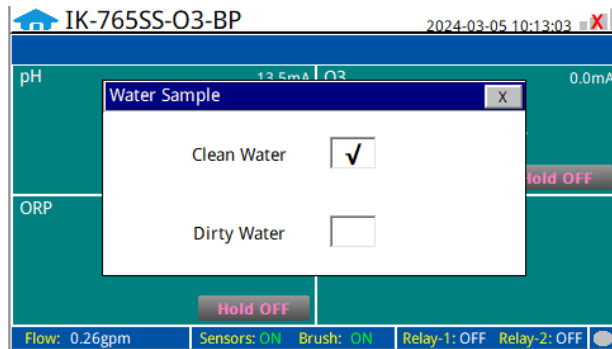 IK-765SS-O3-BP
2024-03-05 10:13:03 X
pH 13.5mA O3 0.0mA
Water Sample X
Clean Water √
Hold OFF
ORP
Dirty Water
Hold OFF
Flow: 0.26gpm Sensors: ON Brush: ON Relay-1: OFF Relay-2: OFF